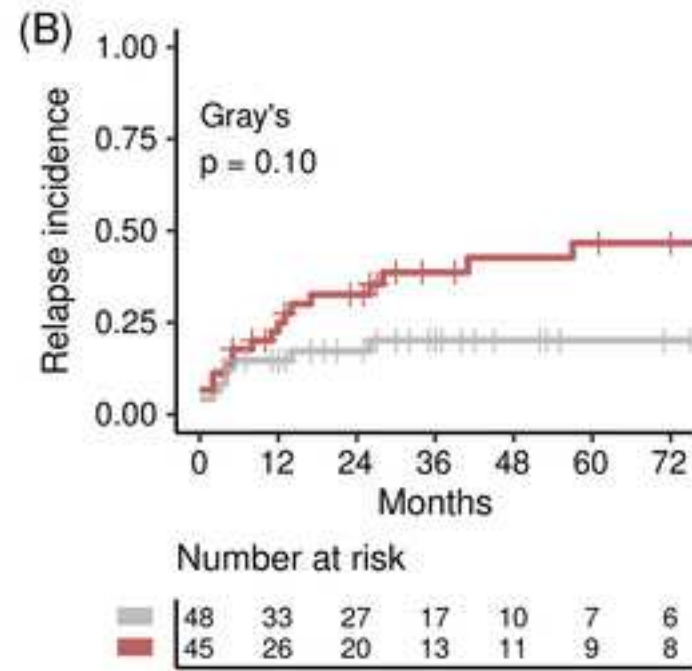 (B)
Relapse incidence
1.00
0.75
0.50
0.25
0.00
Gray's
p = 0.10
0 12 24 36 48 60 72
Months
Number at risk
48 33 27 17 10 7 6
45 26 20 13 11 9 8